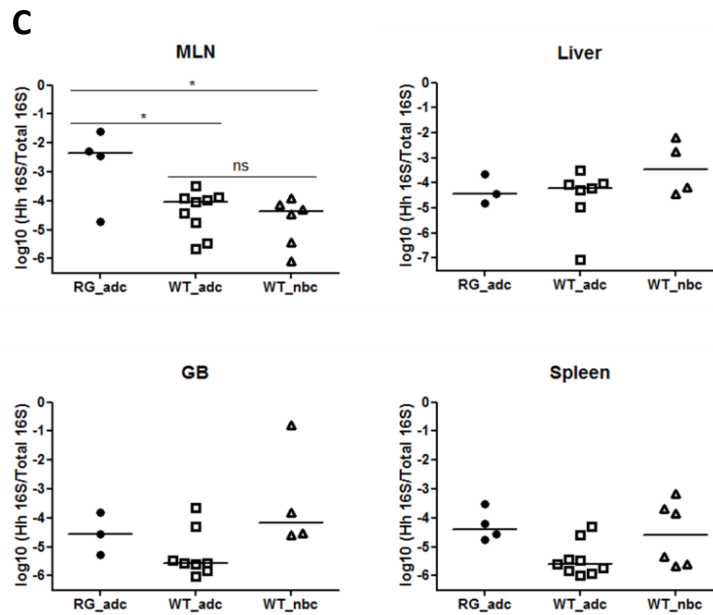 C
MLN
log10 (Hh 16S/Total 16S)
0
-1
-2
-3
-4
-5
-6
*
*
ns
RG_adc WT_adc WT_nbc
Liver
log10 (Hh 16S/Total 16S)
0
-1
-2
-3
-4
-5
-6
-7
RG_adc WT_adc WT_nbc
GB
log10 (Hh 16S/Total 16S)
0
-1
-2
-3
-4
-5
-6
RG_adc WT_adc WT_nbc
Spleen
log10 (Hh 16S/Total 16S)
0
-1
-2
-3
-4
-5
-6
RG_adc WT_adc WT_nbc